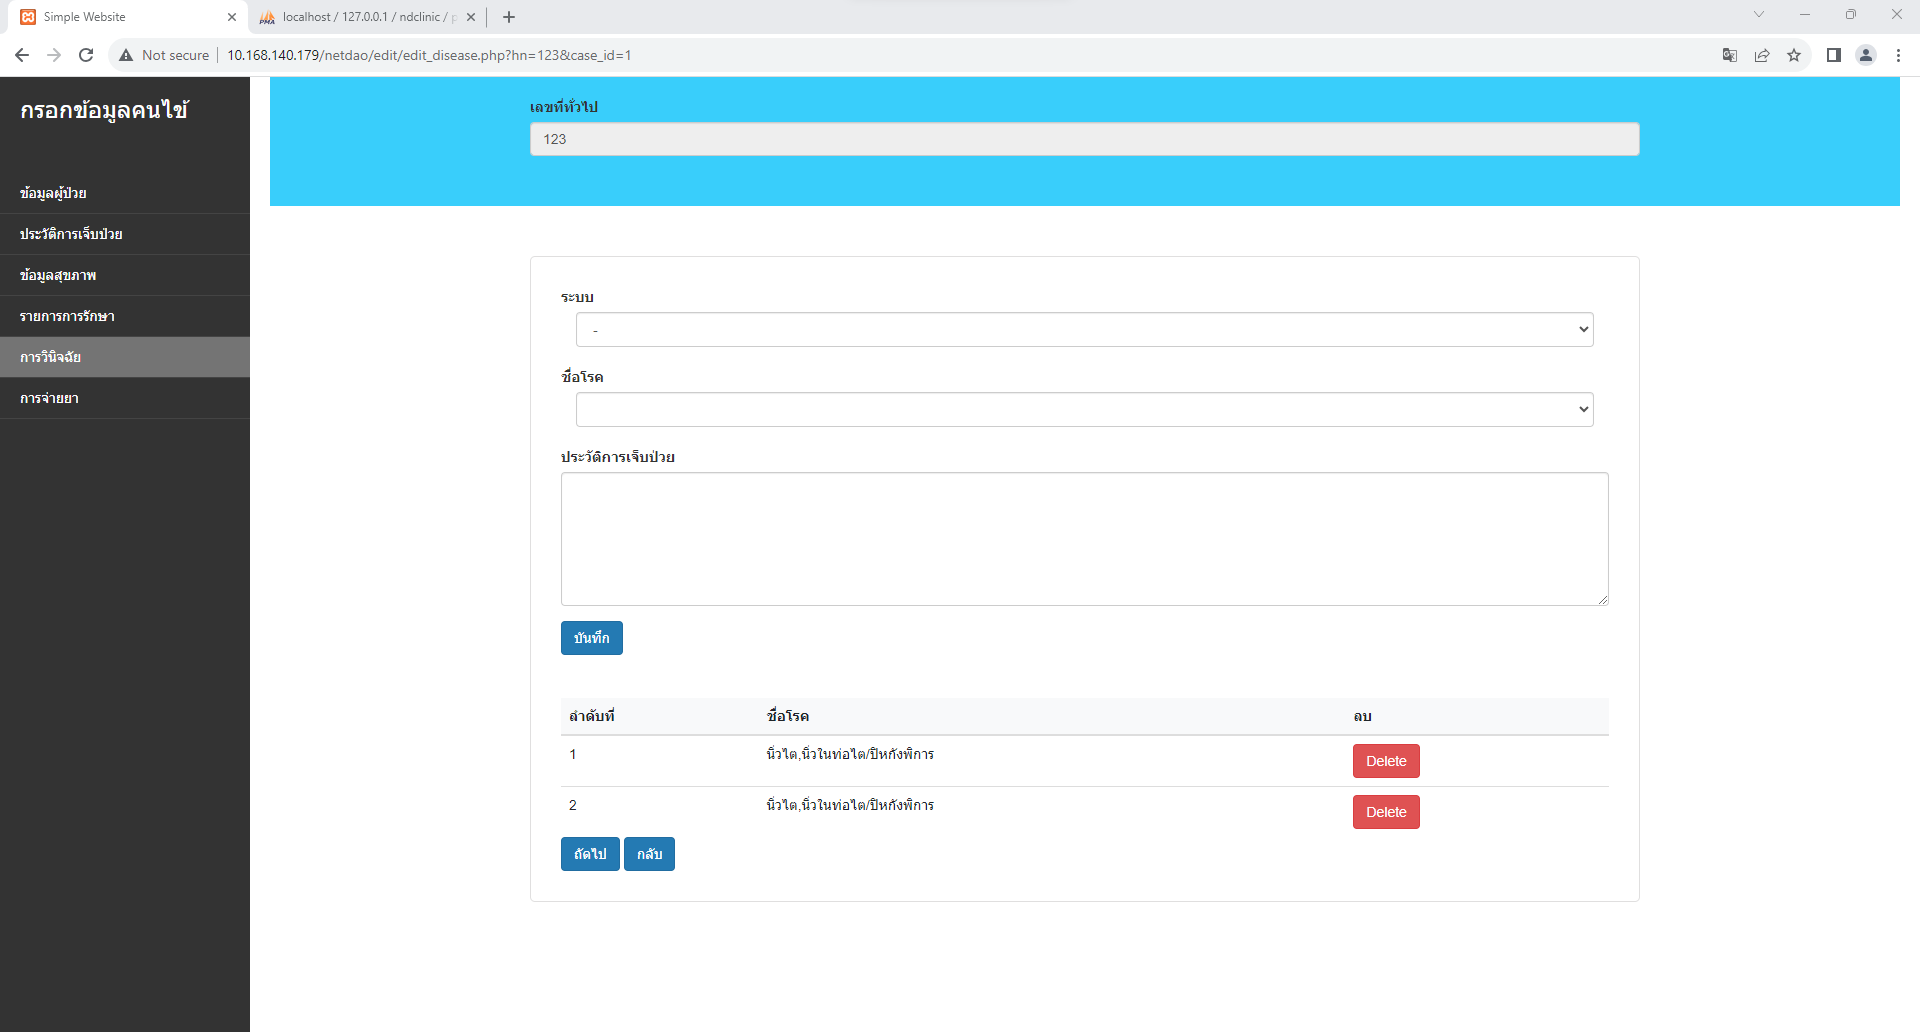 Simple Website
localhost / 127.0.0.1 / ndclinic / p
Not secure
10.168.140.179/netdao/edit/edit_disease.php?hn=123&case_id=1
กรอกข้อมูลคนไข้
ข้อมูลผู้ป่วย
ประวัติการเจ็บป่วย
ข้อมูลสุขภาพ
รายการการรักษา
การวินิจฉัย
การจ่ายยา
เลขที่ทั่วไป
123
ระบบ
-
ชื่อโรค
ประวัติการเจ็บป่วย
บันทึก
ลำดับที่ ชื่อโรค ลบ
1 นิ่วไต,นิ่วในท่อไต/ปิหกังพิการ Delete
2 นิ่วไต,นิ่วในท่อไต/ปิหกังพิการ Delete
ถัดไป กลับ